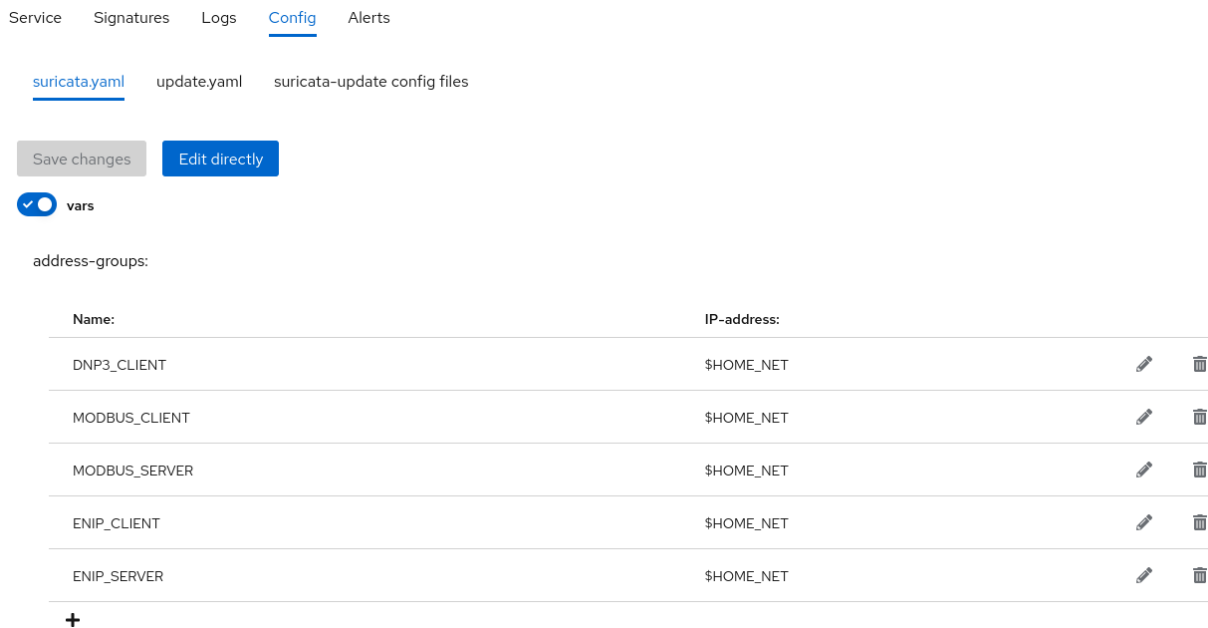 Service Signatures Logs Config Alerts
suricata.yaml update.yaml suricata-update config files
Save changes Edit directly
vars
address-groups:
Name: IP-address:
DNP3_CLIENT $HOME_NET
MODBUS_CLIENT $HOME_NET
MODBUS_SERVER $HOME_NET
ENIP_CLIENT $HOME_NET
ENIP_SERVER $HOME_NET